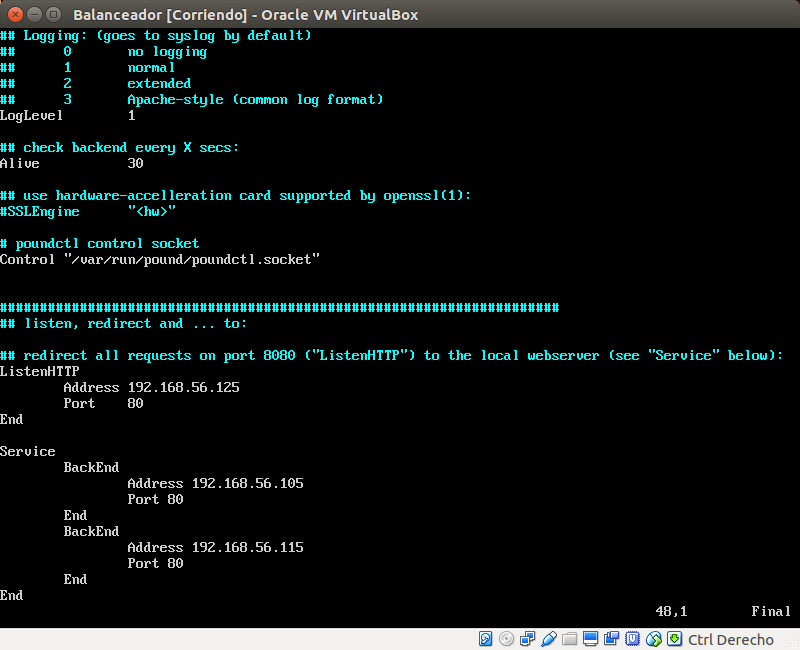 Balanceador [Corriendo] - Oracle VM VirtualBox
## Logging: (goes to syslog by default)
##      0       no logging
##      1       normal
##      2       extended
##      3       Apache-style (common log format)
LogLevel        1
## check backend every X secs:
Alive           30
## use hardware-accelleration card supported by openssl(1):
#SSLEngine      "<hw>"
# poundctl control socket
Control "/var/run/pound/poundctl.socket"
######################################################################
## listen, redirect and ... to:
## redirect all requests on port 8080 ("ListenHTTP") to the local webserver (see "Service" below):
ListenHTTP
        Address 192.168.56.125
        Port    80
End
Service
        BackEnd
                Address 192.168.56.105
                Port 80
        End
        BackEnd
                Address 192.168.56.115
                Port 80
        End
End
48,1        Final
Ctrl Derecho